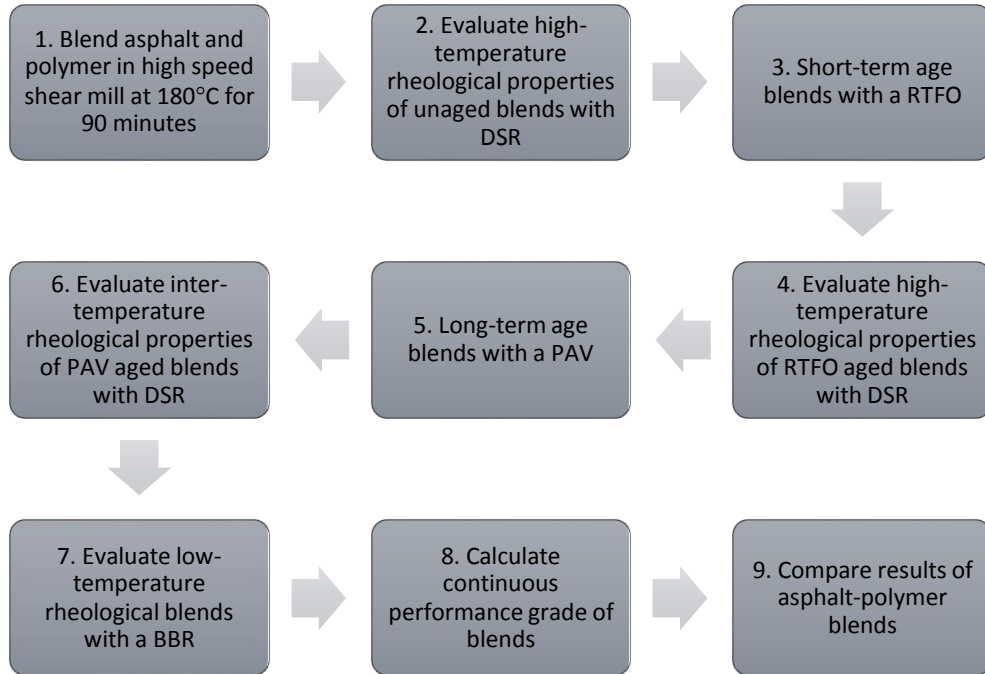 1. Blend asphalt and
polymer in high speed
shear mill at 180°C for
90 minutes
2. Evaluate high-
temperature
rheological properties
of unaged blends with
DSR
3. Short-term age
blends with a RTFO
4. Evaluate high-
temperature
rheological properties
of RTFO aged blends
with DSR
5. Long-term age
blends with a PAV
6. Evaluate inter-
temperature
rheological properties
of PAV aged blends
with DSR
7. Evaluate low-
temperature
rheological blends
with a BBR
8. Calculate
continuous
performance grade of
blends
9. Compare results of
asphalt-polymer
blends